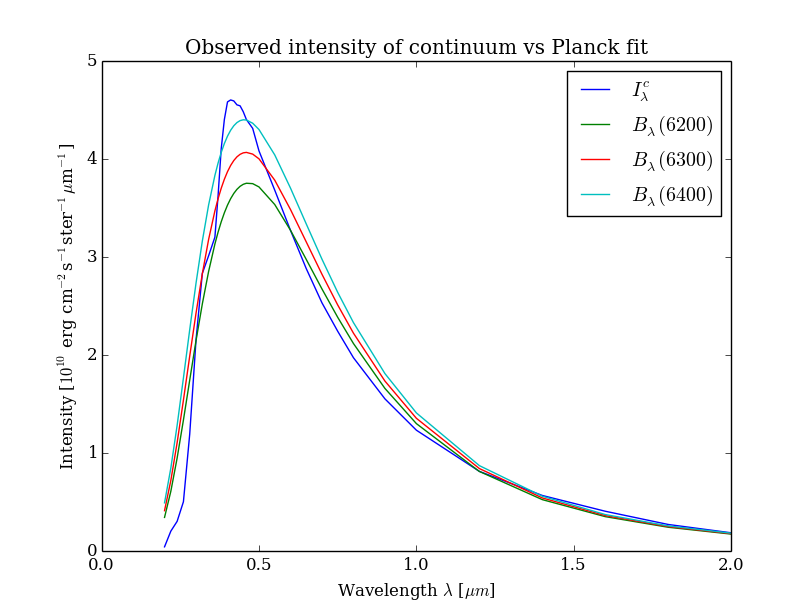 Observed intensity of continuum vs Planck fit
5
4
3
2
1
0
Intensity [10¹⁰ erg cm⁻² s⁻¹ ster⁻¹ μm⁻¹]
I_λ^c
B_λ(6200)
B_λ(6300)
B_λ(6400)
0.0 0.5 1.0 1.5 2.0
Wavelength λ [μm]